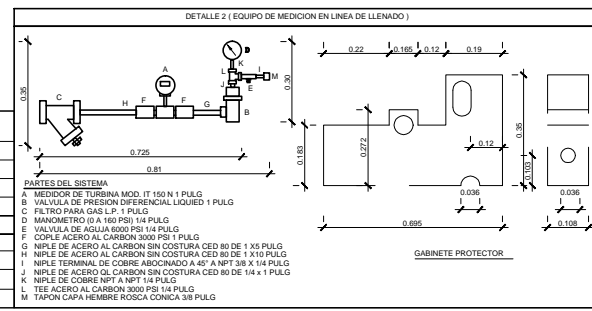 DETALLE 2 ( EQUIPO DE MEDICION EN LINEA DE LLENADO )
0.22 0.165 0.12 0.19
D
K
A L I M
J E
0.35 0.30
C H F F G B
0.35
0.12
0.183 0.272 0.103
0.725
0.81
0.036 0.036
0.695 0.108
GABINETE PROTECTOR
PARTES DEL SISTEMA
A MEDIDOR DE TURBINA MOD. IT 150 N 1 PULG
B VALVULA DE PRESION DIFERENCIAL LIQUIED 1 PULG
C FILTRO PARA GAS L.P. 1 PULG
D MANOMETRO (0 A 160 PSI) 1/4 PULG
E VALVULA DE AGUJA 6000 PSI 1/4 PULG
F COPLE ACERO AL CARBON 3000 PSI 1 PULG
G NIPLE DE ACERO AL CARBON SIN COSTURA CED 80 DE 1 X5 PULG
H NIPLE DE ACERO AL CARBON SIN COSTURA CED 80 DE 1 X10 PULG
I NIPLE TERMINAL DE COBRE ABOCINADO A 45° A NPT 3/8 X 1/4 PULG
J NIPLE DE ACERO QL CARBON SIN COSTURA CED 80 DE 1/4 x 1 PULG
K NIPLE DE COBRE NPT A NPT 1/4 PULG
L TEE ACERO AL CARBON 3000 PSI 1/4 PULG
M TAPON CAPA HEMBRE ROSCA CONICA 3/8 PULG